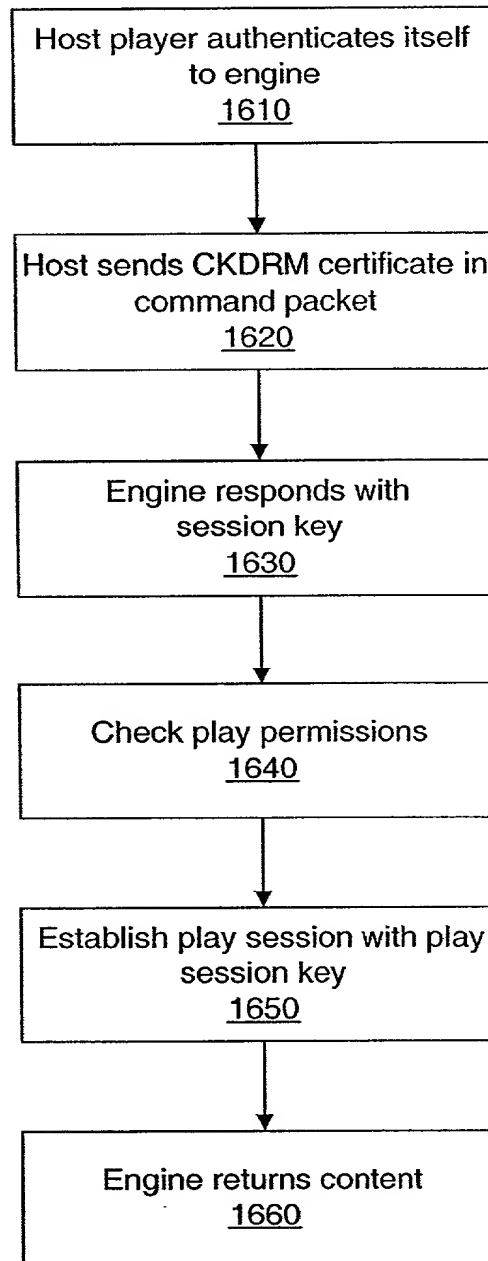 Host player authenticates itself
to engine
1610
Host sends CKDRM certificate in
command packet
1620
Engine responds with
session key
1630
Check play permissions
1640
Establish play session with play
session key
1650
Engine returns content
1660